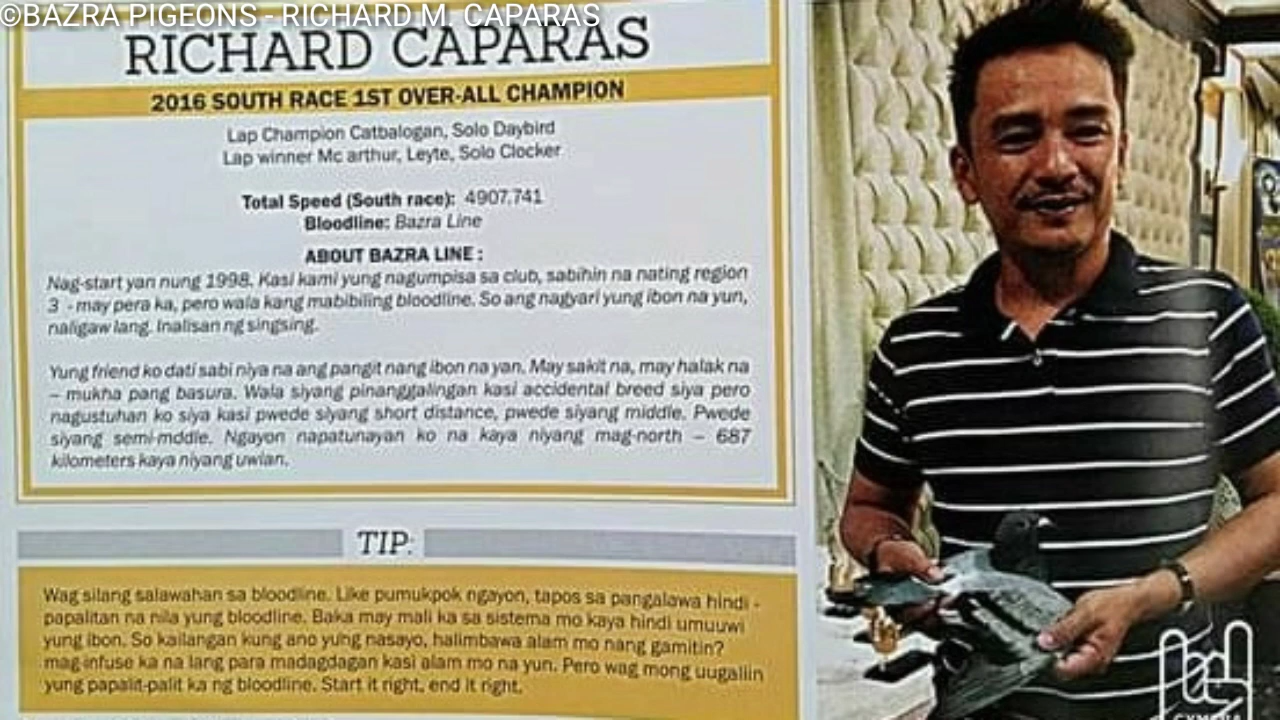 ©BAZRA PIGEONS - RICHARD M. CAPARAS
RICHARD CAPARAS
2016 SOUTH RACE 1ST OVER-ALL CHAMPION
Lap Champion Catbalogan, Solo Daybird
Lap winner Mc arthur, Leyte, Solo Clocker
Total Speed (South race): 4907.741
Bloodline: Bazra Line
ABOUT BAZRA LINE :
Nag-start yan nung 1998. Kasi kami yung nagumpisa sa club, sabihin na nating region
3 - may pera ka, pero wala kang mabibiling bloodline. So ang nagyari yung ibon na yun,
naligaw lang. Inalisan ng singsing.
Yung friend ko dati sabi niya na ang pangit nang ibon na yan. May sakit na, may halak na
– mukha pang basura. Wala siyang pinanggalingan kasi accidental breed siya pero
nagustuhan ko siya kasi pwede siyang short distance, pwede siyang middle. Pwede
siyang semi-mddle. Ngayon napatunayan ko na kaya niyang mag-north – 687
kilometers kaya niyang uwian.
TIP:
Wag silang salawahan sa bloodline. Like pumukpok ngayon, tapos sa pangalawa hindi -
papalitan na nila yung bloodline. Baka may mali ka sa sistema mo kaya hindi umuuwi
yung ibon. So kailangan kung ano yung nasayo, halimbawa alam mo nang gamitin?
mag-infuse ka na lang para madagdagan kasi alam mo na yun. Pero wag mong uugaliin
yung papalit-palit ka ng bloodline. Start it right, end it right.